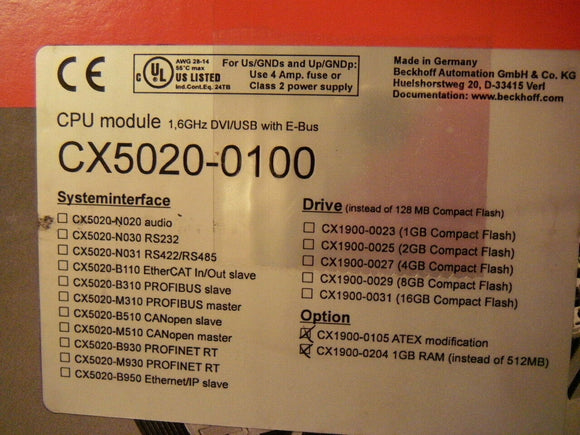 CE
c UL US LISTED
AWG 28-14
55°C max
Ind.Cont.Eq. 24TB
For Us/GNDs and Up/GNDp:
Use 4 Amp. fuse or
Class 2 power supply
Made in Germany
Beckhoff Automation GmbH & Co. KG
Huelshorstweg 20, D-33415 Verl
Documentation: www.beckhoff.com
CPU module 1,6GHz DVI/USB with E-Bus
CX5020-0100
Systeminterface
CX5020-N020 audio
CX5020-N030 RS232
CX5020-N031 RS422/RS485
CX5020-B110 EtherCAT In/Out slave
CX5020-B310 PROFIBUS slave
CX5020-M310 PROFIBUS master
CX5020-B510 CANopen slave
CX5020-M510 CANopen master
CX5020-B930 PROFINET RT
CX5020-M930 PROFINET RT
CX5020-B950 Ethernet/IP slave
Drive (instead of 128 MB Compact Flash)
CX1900-0023 (1GB Compact Flash)
CX1900-0025 (2GB Compact Flash)
CX1900-0027 (4GB Compact Flash)
CX1900-0029 (8GB Compact Flash)
CX1900-0031 (16GB Compact Flash)
Option
CX1900-0105 ATEX modification
CX1900-0204 1GB RAM (instead of 512MB)